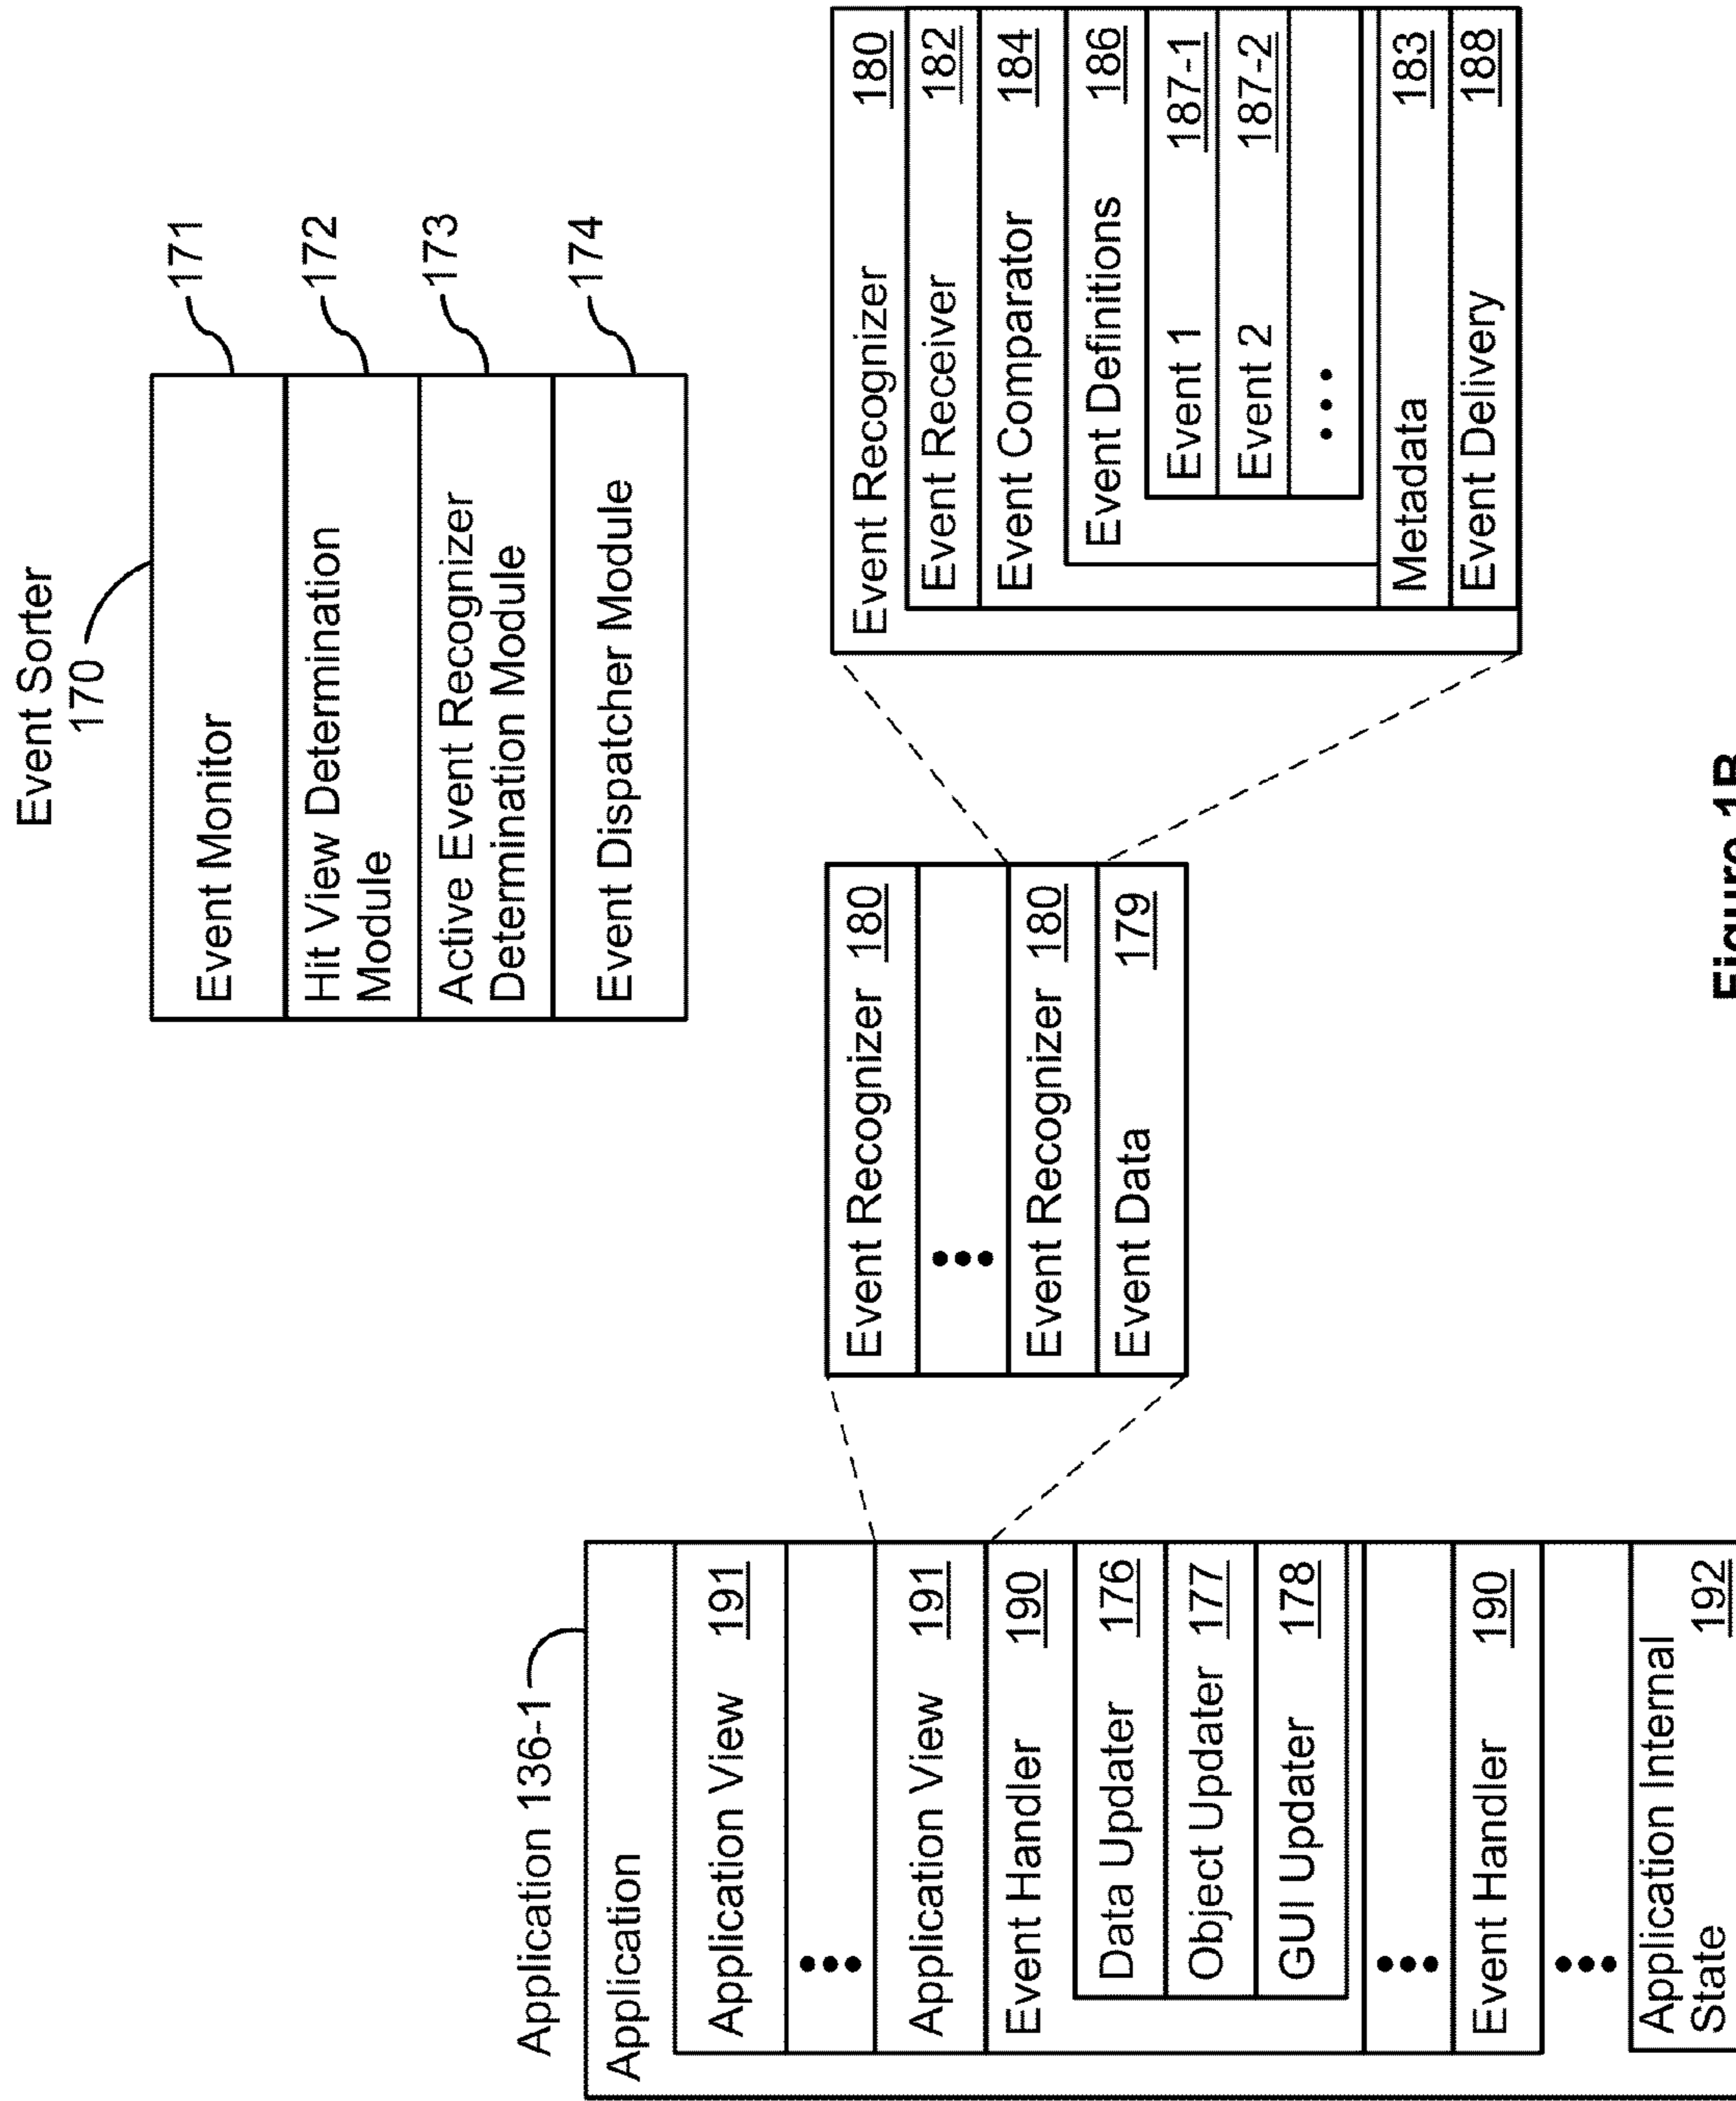 Event Sorter
170
Event Monitor
171
Hit View Determination
Module
172
Active Event Recognizer
Determination Module
173
Event Dispatcher Module
174
Application 136-1
Application
Application View 191
•••
Application View 191
Event Handler 190
Data Updater 176
Object Updater 177
GUI Updater 178
•••
Event Handler 190
•••
Application Internal
State 192
Event Recognizer 180
•••
Event Recognizer 180
Event Data 179
Event Recognizer 180
Event Receiver 182
Event Comparator 184
Event Definitions 186
Event 1 187-1
Event 2 187-2
•••
Metadata 183
Event Delivery 188
Figure 1B